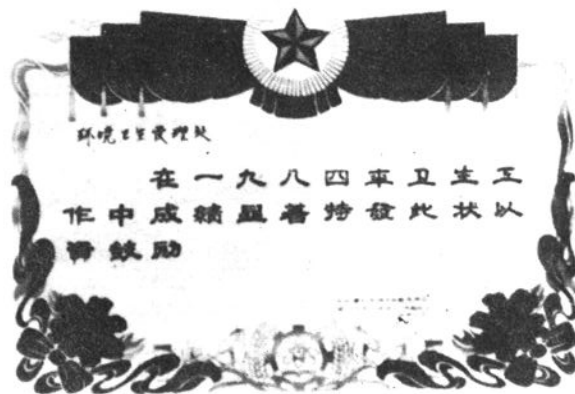 环境卫生管理处
在一九八四年卫生工
作中成绩显著特發此状以
资鼓励